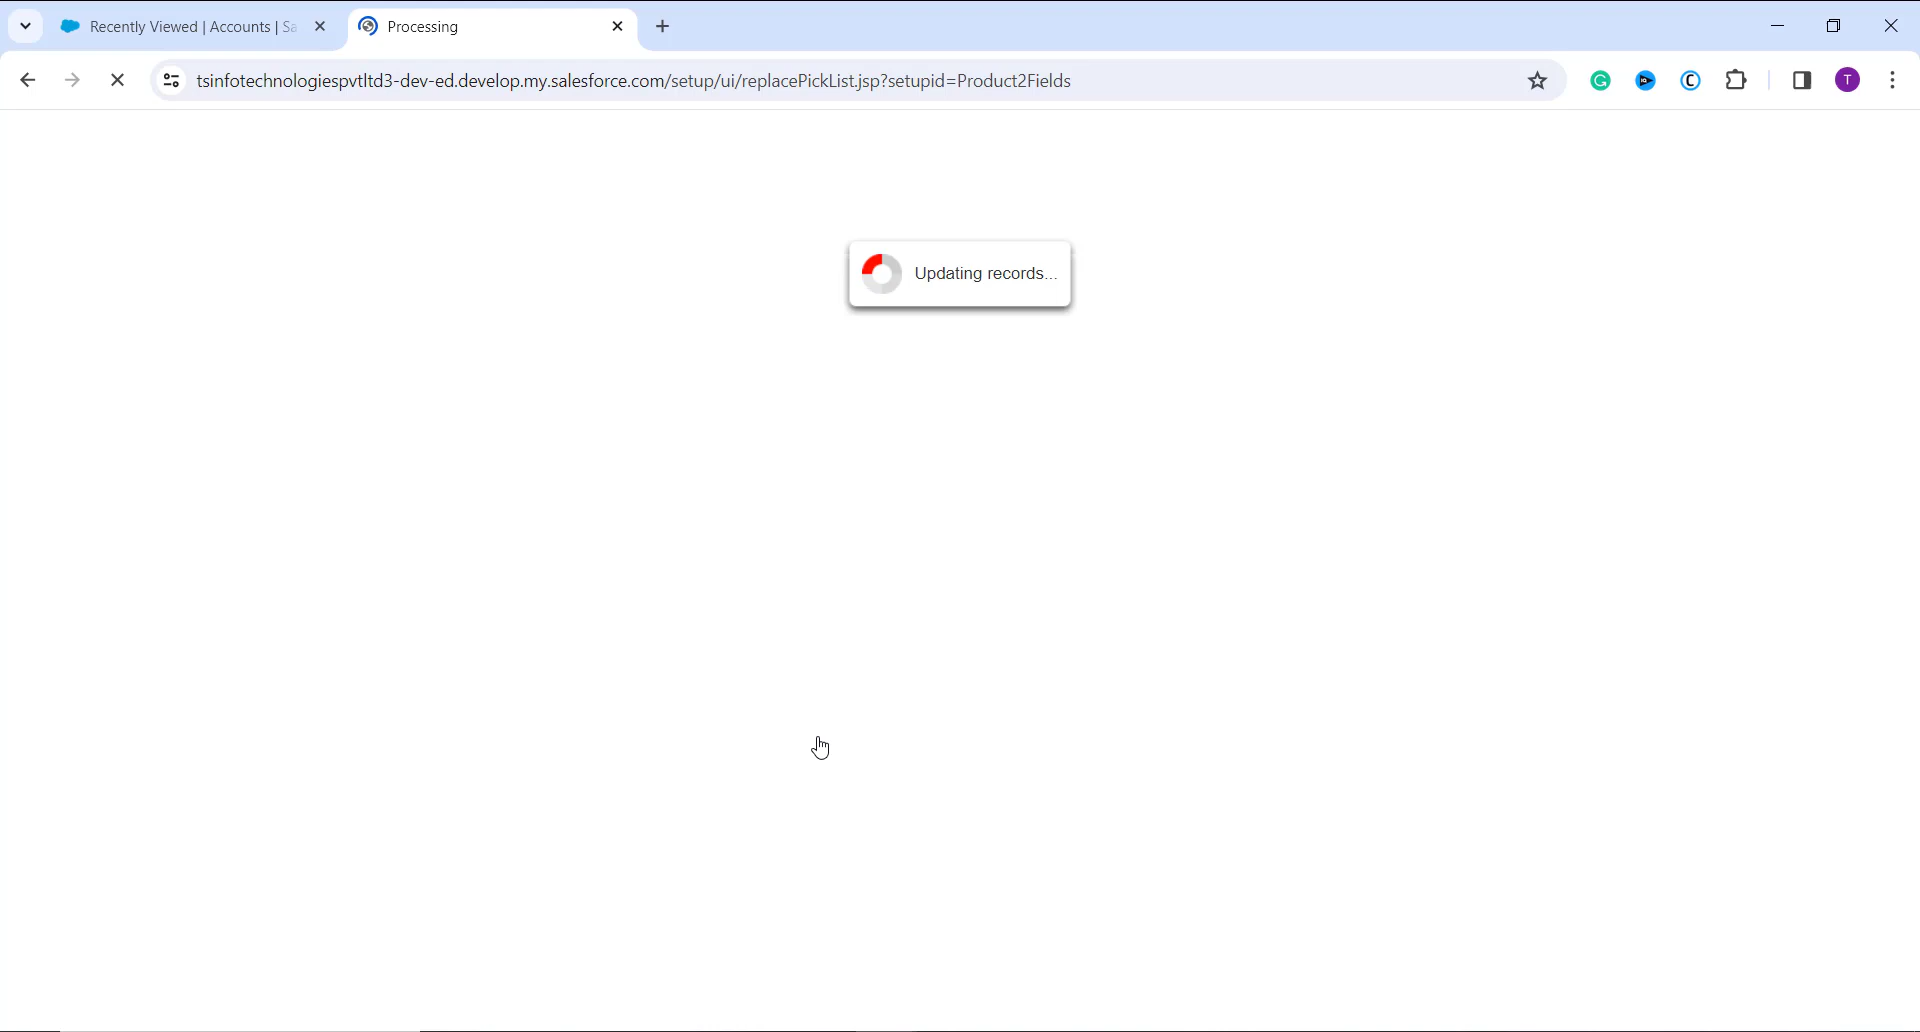 Recently Viewed | Accounts | Sa
Processing
tsinfotechnologiespvtltd3-dev-ed.develop.my.salesforce.com/setup/ui/replacePickList.jsp?setupid=Product2Fields
T
Updating records...